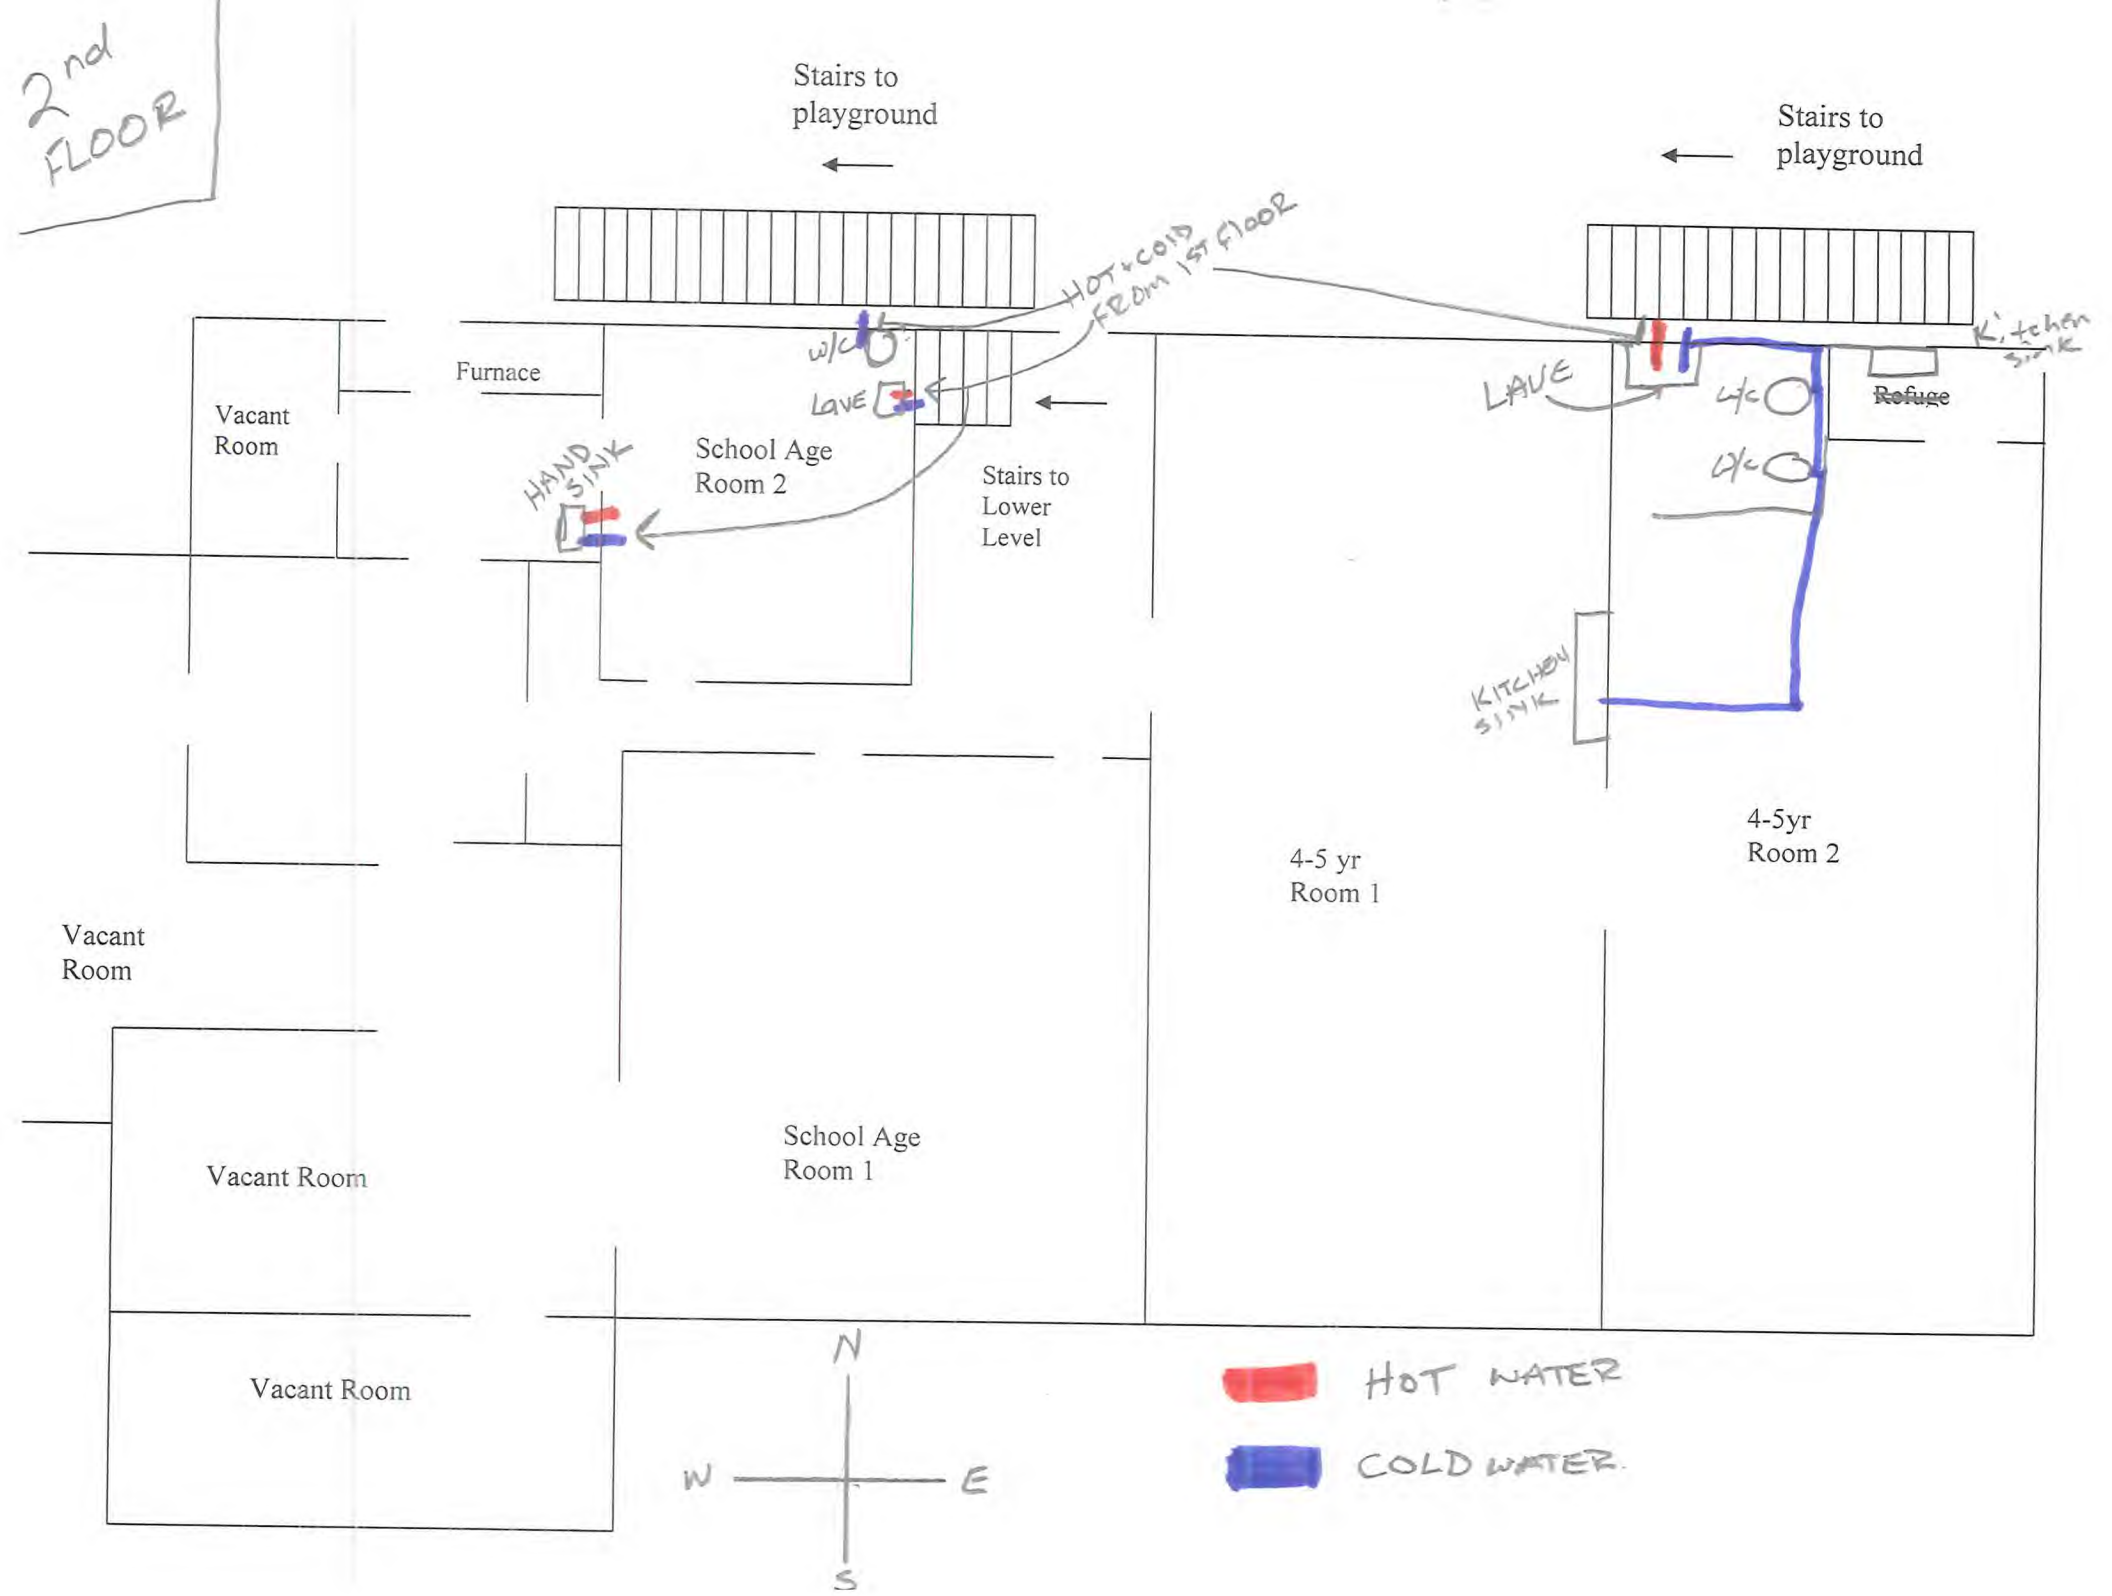 2nd
FLOOR
Stairs to
playground
Stairs to
playground
HOT & COLD
FROM 1ST FLOOR
Kitchen
SINK
W/C
Furnace
LAVE
LAVE
W/C
Refuge
Vacant
Room
HAND
SINK
School Age
Room 2
W/C
Stairs to
Lower
Level
KITCHEN
SINK
4-5yr
Room 2
4-5 yr
Room 1
Vacant
Room
School Age
Room 1
Vacant Room
Vacant Room
N
W
E
S
HOT WATER
COLD WATER.